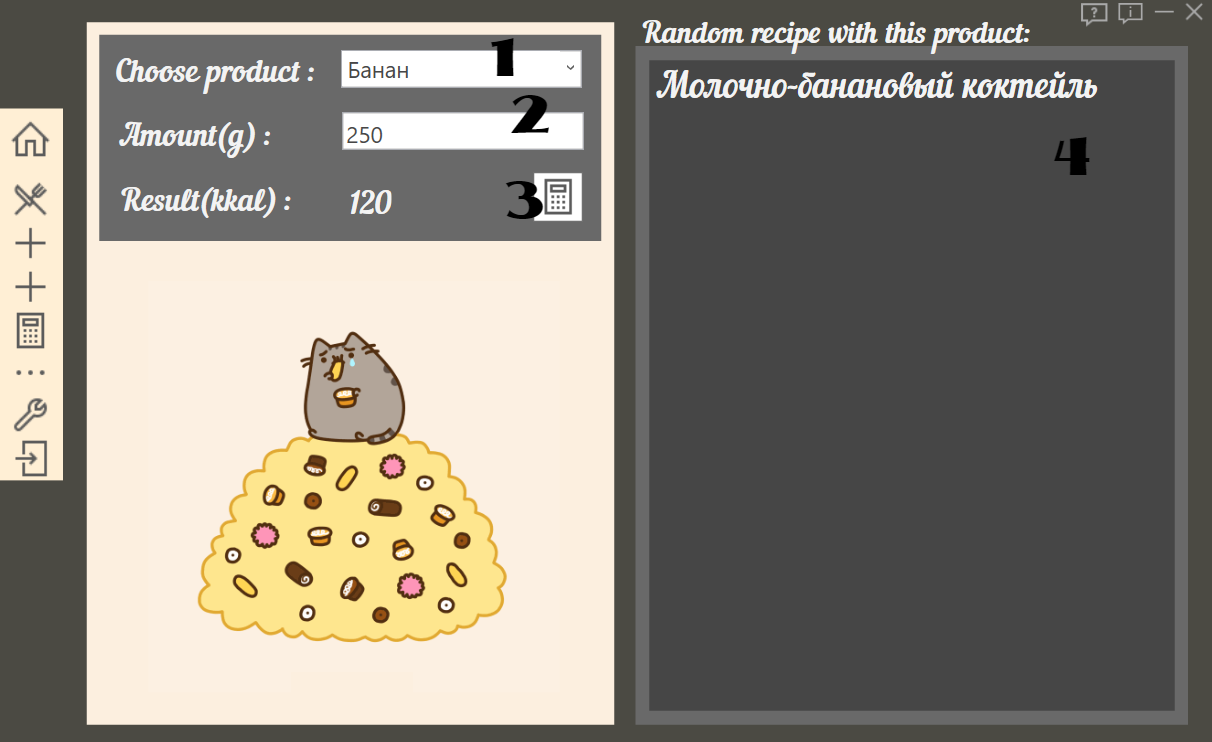 Random recipe with this product:
Choose product :
Банан
1
Amount(g) :
250
2
Result(kkal) :
120
3
Молочно-банановый коктейль
4